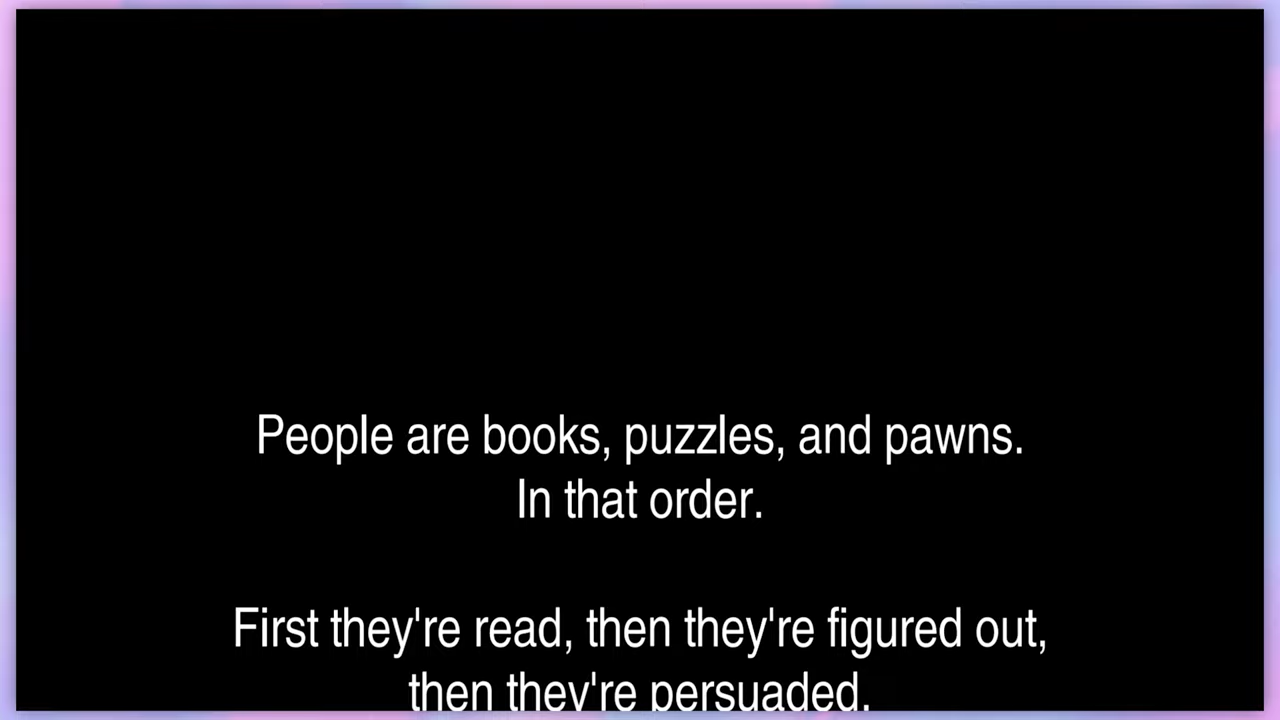 People are books, puzzles, and pawns.
In that order.
First they're read, then they're figured out,
then they're persuaded.